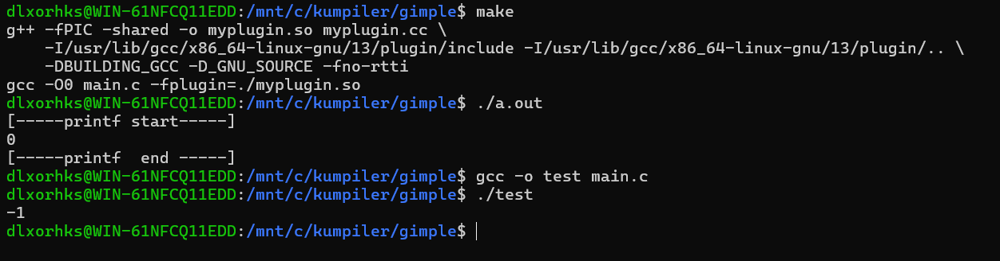 dlxorhks@WIN-61NFCQ11EDD:/mnt/c/kumpiler/gimple$ make
g++ -fPIC -shared -o myplugin.so myplugin.cc \
    -I/usr/lib/gcc/x86_64-linux-gnu/13/plugin/include -I/usr/lib/gcc/x86_64-linux-gnu/13/plugin/.. \
    -DBUILDING_GCC -D_GNU_SOURCE -fno-rtti
gcc -O0 main.c -fplugin=./myplugin.so
dlxorhks@WIN-61NFCQ11EDD:/mnt/c/kumpiler/gimple$ ./a.out
[-----printf start-----]
0
[-----printf  end -----]
dlxorhks@WIN-61NFCQ11EDD:/mnt/c/kumpiler/gimple$ gcc -o test main.c
dlxorhks@WIN-61NFCQ11EDD:/mnt/c/kumpiler/gimple$ ./test
-1
dlxorhks@WIN-61NFCQ11EDD:/mnt/c/kumpiler/gimple$